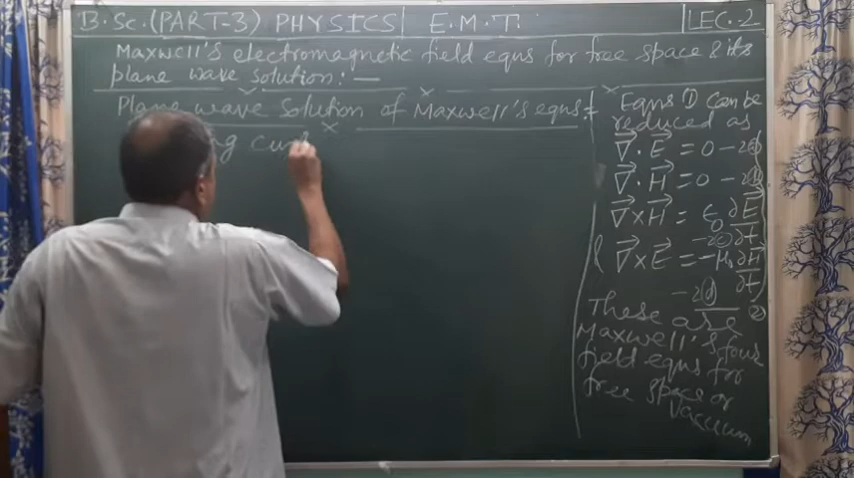 B.Sc.(PART-3) PHYSICS E.M.T. LEC.2
Maxwell's electromagnetic field eqns for free space & its
plane wave solution:—
Plane wave Solution of Maxwell's eqns:
ng cu
Eqns ① can be
reduced as
∇⃗. E⃗ = 0 — 2(a)
∇⃗. H⃗ = 0 — 2(b)
∇⃗×H⃗ = ε₀ ∂E⃗/∂t — 2(c)
& ∇⃗×E⃗ = -μ₀ ∂H⃗/∂t
— 2(d)
These are
Maxwell's four
field eqns for
free space or
Vacuum